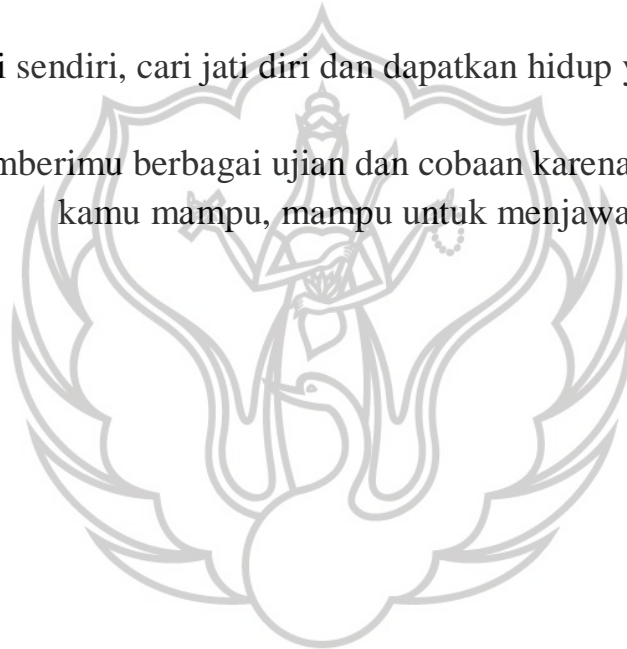 i sendiri, cari jati diri dan dapatkan hidup
mberimu berbagai ujian dan cobaan karena
kamu mampu, mampu untuk menjawa